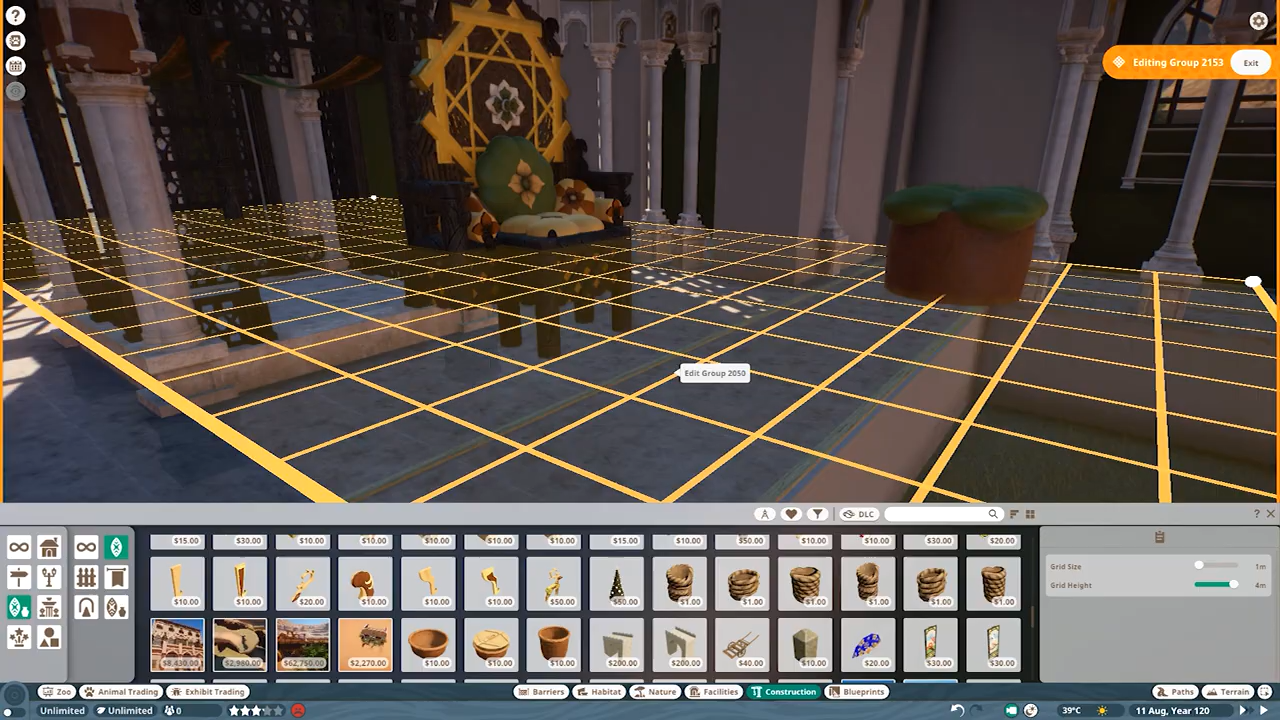 ?
Editing Group 2153 Exit
Edit Group 2050
DLC
? ×
$15.00 $30.00 $10.00 $10.00 $10.00 $10.00 $10.00 $15.00 $10.00 $50.00 $10.00 $30.00 $30.00 $20.00
$10.00 $10.00 $20.00 $10.00 $10.00 $10.00 $50.00 $50.00 $1.00 $1.00 $1.00 $1.00 $1.00 $1.00
$8,430.00 $2,980.00 $62,750.00 $2,270.00 $10.00 $10.00 $10.00 $200.00 $200.00 $40.00 $10.00 $20.00 $30.00 $30.00
Grid Size 1m
Grid Height 4m
Zoo Animal Trading Exhibit Trading Barriers Habitat Nature Facilities Construction Blueprints Paths Terrain
Unlimited Unlimited 0 39°C 11 Aug, Year 120